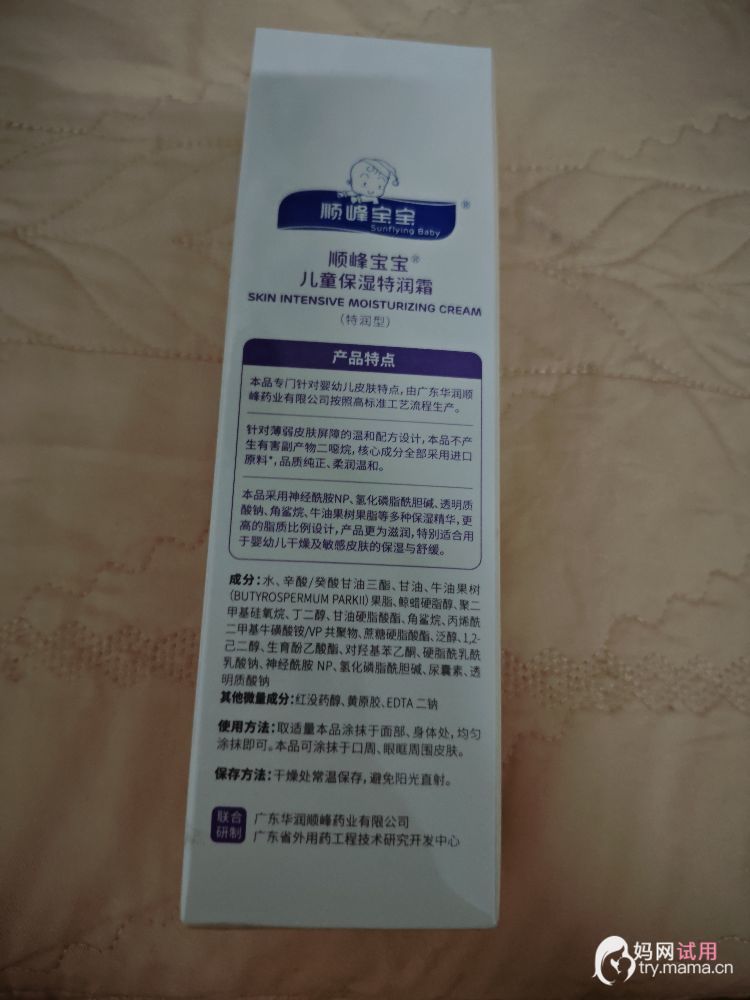 顺峰宝宝®
Sunflying Baby
顺峰宝宝®
儿童保湿特润霜
SKIN INTENSIVE MOISTURIZING CREAM
(特润型)
产品特点
本品专门针对婴幼儿皮肤特点,由广东华润顺
峰药业有限公司按照高标准工艺流程生产。
针对薄弱皮肤屏障的温和配方设计,本品不产
生有害副产物二噁烷,核心成分全部采用进口
原料*,品质纯正、柔润温和。
本品采用神经酰胺NP、氢化磷脂酰胆碱、透明质
酸钠、角鲨烷、牛油果树果脂等多种保湿精华,更
高的脂质比例设计,产品更为滋润,特别适合用
于婴幼儿干燥及敏感皮肤的保湿与舒缓。
成分:水、辛酸/癸酸甘油三酯、甘油、牛油果树
(BUTYROSPERMUM PARKII)果脂、鲸蜡硬脂醇、聚二
甲基硅氧烷、丁二醇、甘油硬脂酸酯、角鲨烷、丙烯酰
二甲基牛磺酸铵/VP 共聚物、蔗糖硬脂酸酯、泛醇、1,2-
己二醇、生育酚乙酸酯、对羟基苯乙酮、硬脂酰乳酰
乳酸钠、神经酰胺 NP、氢化磷脂酰胆碱、尿囊素、透
明质酸钠
其他微量成分:红没药醇、黄原胶、EDTA 二钠
使用方法:取适量本品涂抹于面部、身体处,均匀
涂抹即可。本品可涂抹于口周、眼眶周围皮肤。
保存方法:干燥处常温保存,避免阳光直射。
联合
研制
广东华润顺峰药业有限公司
广东省外用药工程技术研究开发中心
妈网试用
try.mama.cn